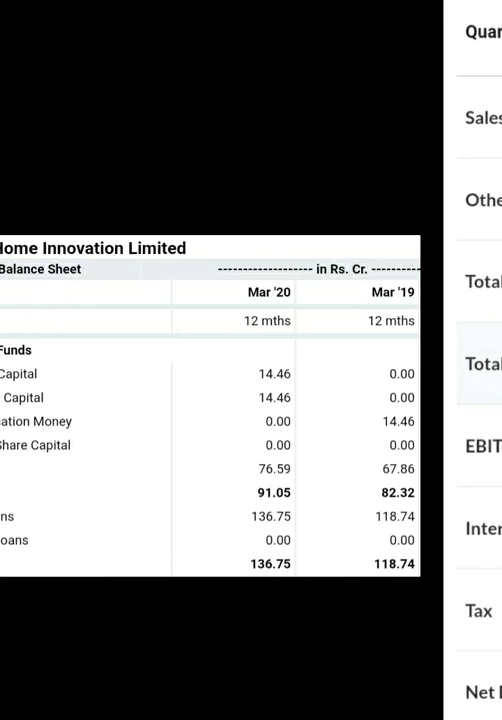 Home Innovation Limited
Balance Sheet ------------------- in Rs. Cr. ----------
Mar '20 Mar '19
12 mths 12 mths
Funds
Capital 14.46 0.00
Capital 14.46 0.00
cation Money 0.00 14.46
Share Capital 0.00 0.00
76.59 67.86
91.05 82.32
ns 136.75 118.74
oans 0.00 0.00
136.75 118.74
Quar
Sales
Othe
Total
Total
EBIT
Inter
Tax
Net